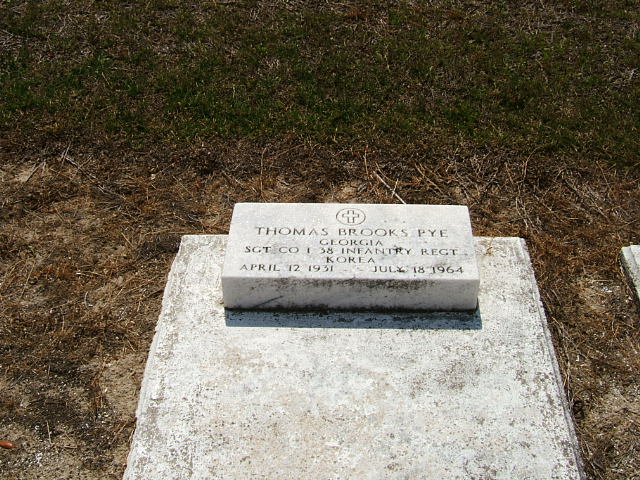 THOMAS BROOKS PYE
GEORGIA
SGT CO I 38 INFANTRY REGT
KOREA
APRIL 12 1931 JULY 18 1964